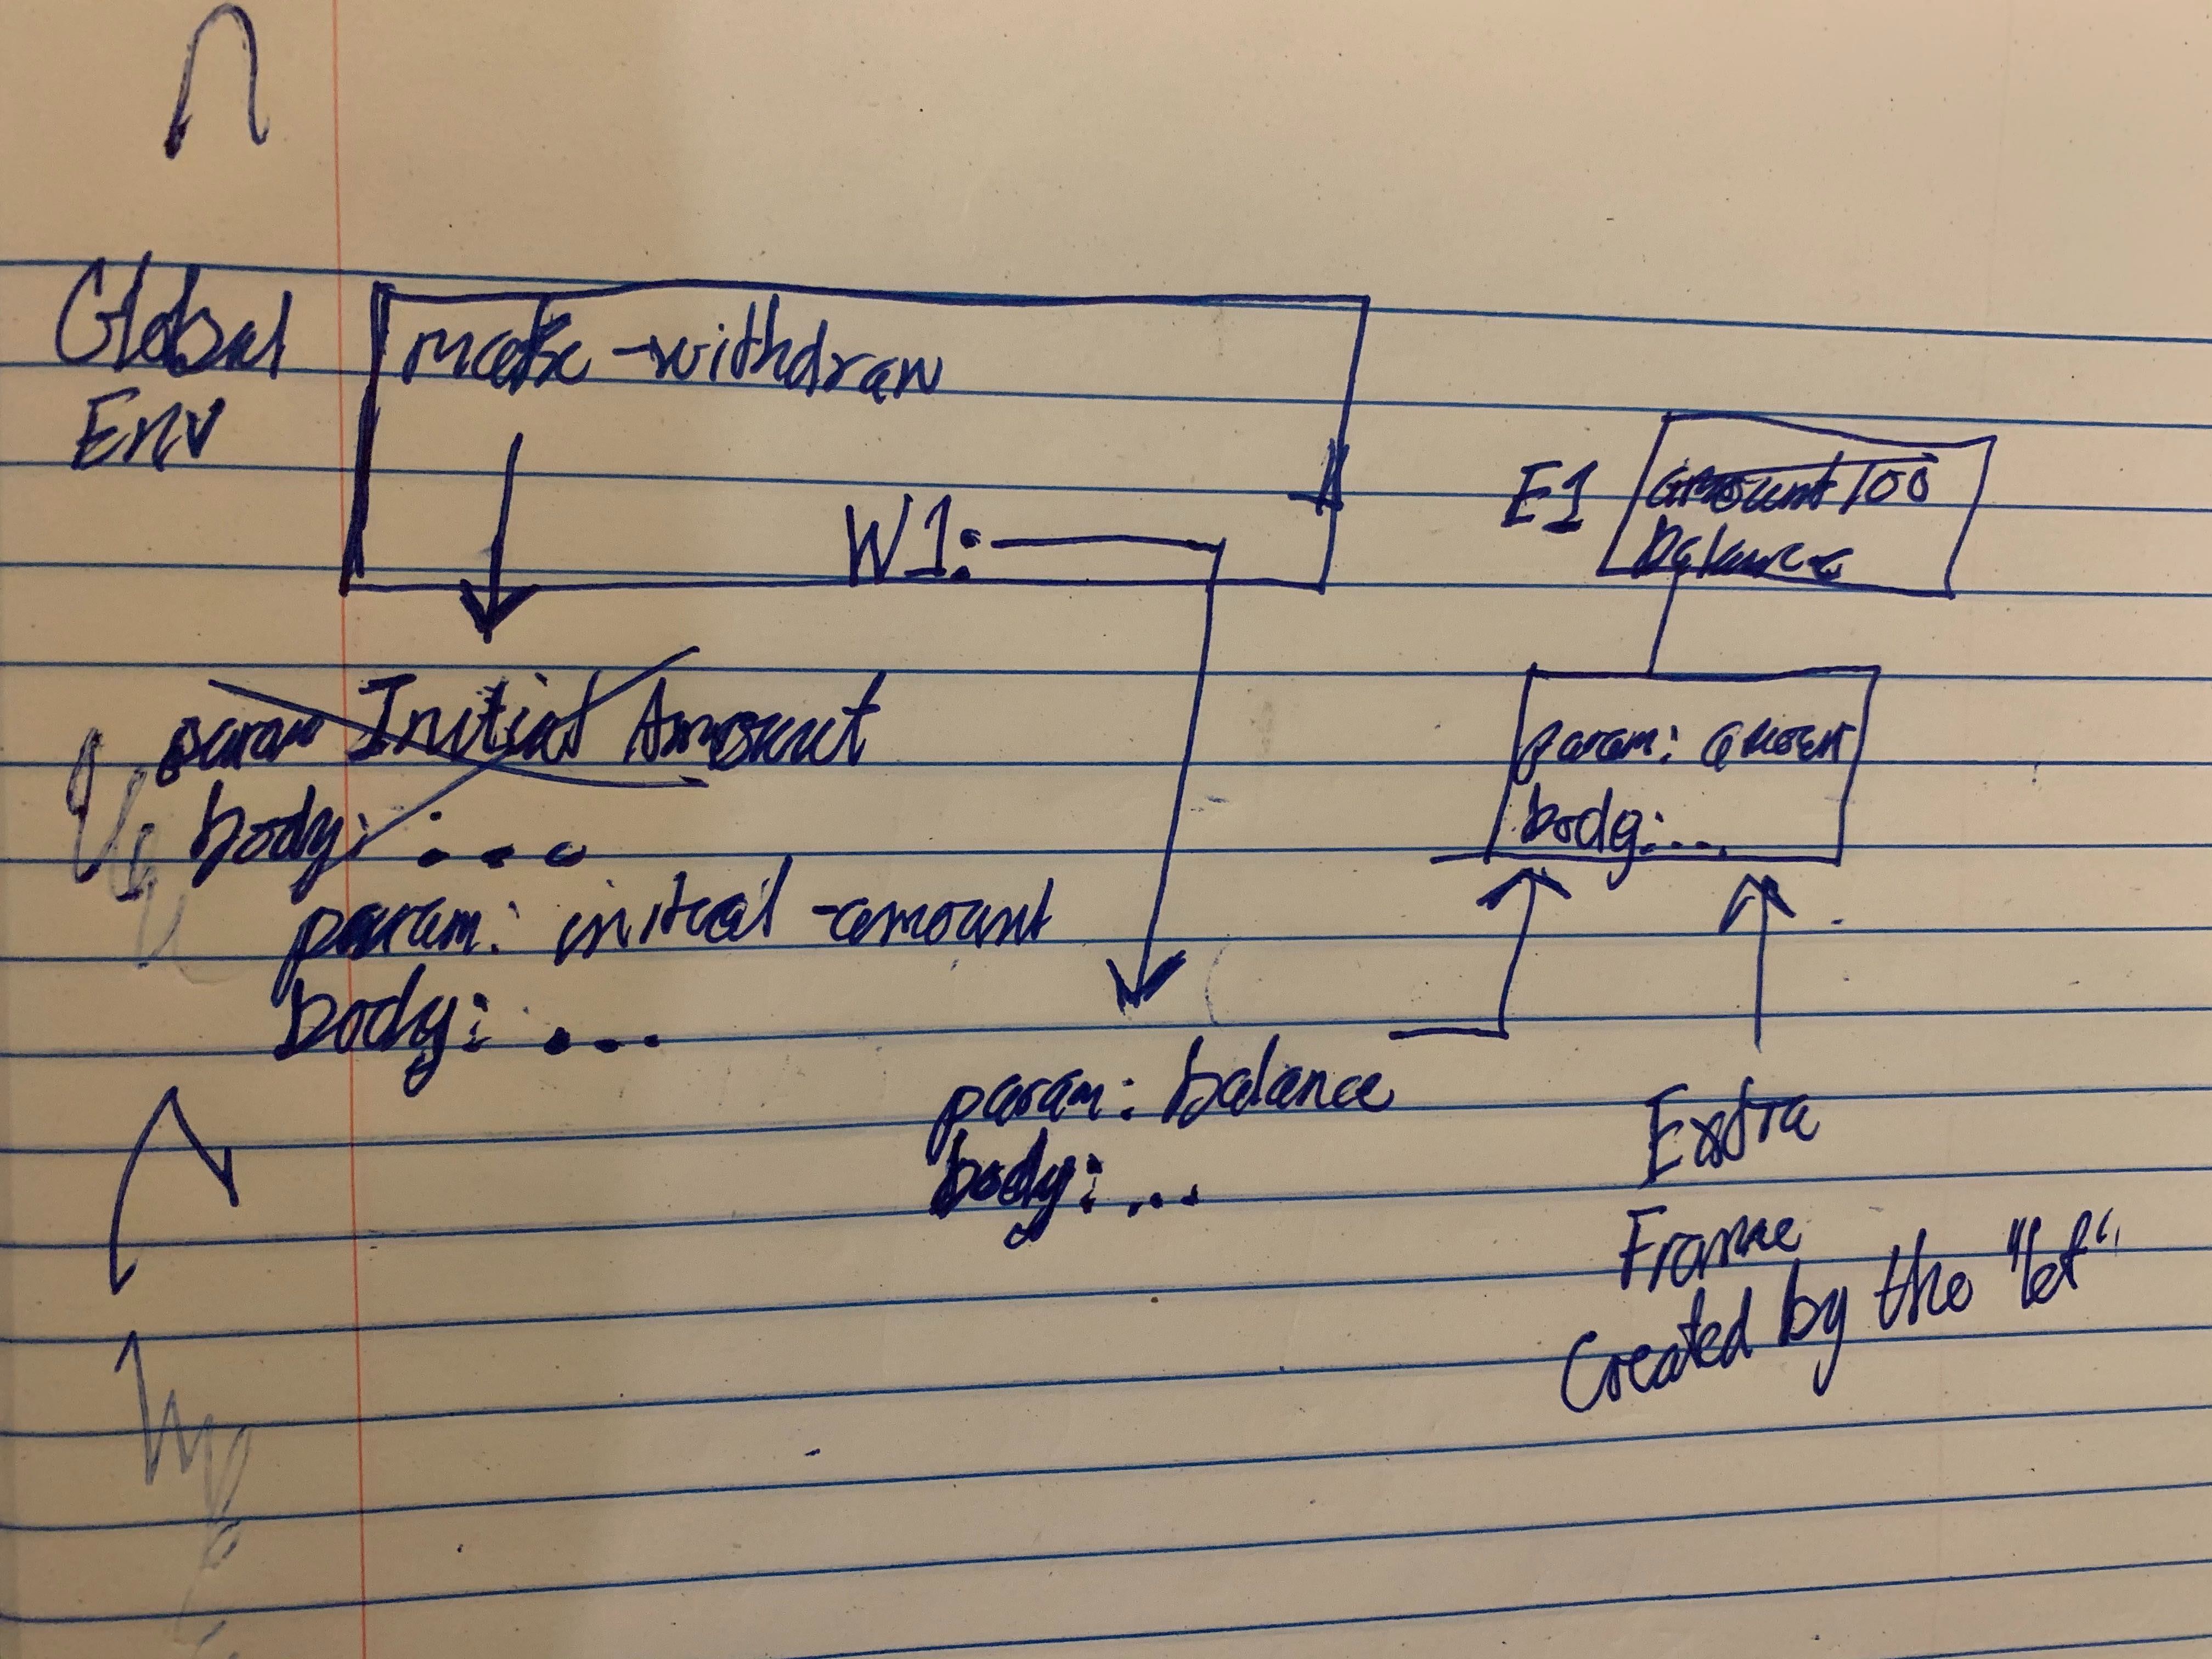 Global
Env
make-withdraw
W1:
E1
amount 100
Balance
param Initial Amount
body: ...
param: initial-amount
body: ...
param: amount
body: ...
param: balance
body: ...
Extra
Frame
Created by the "let"